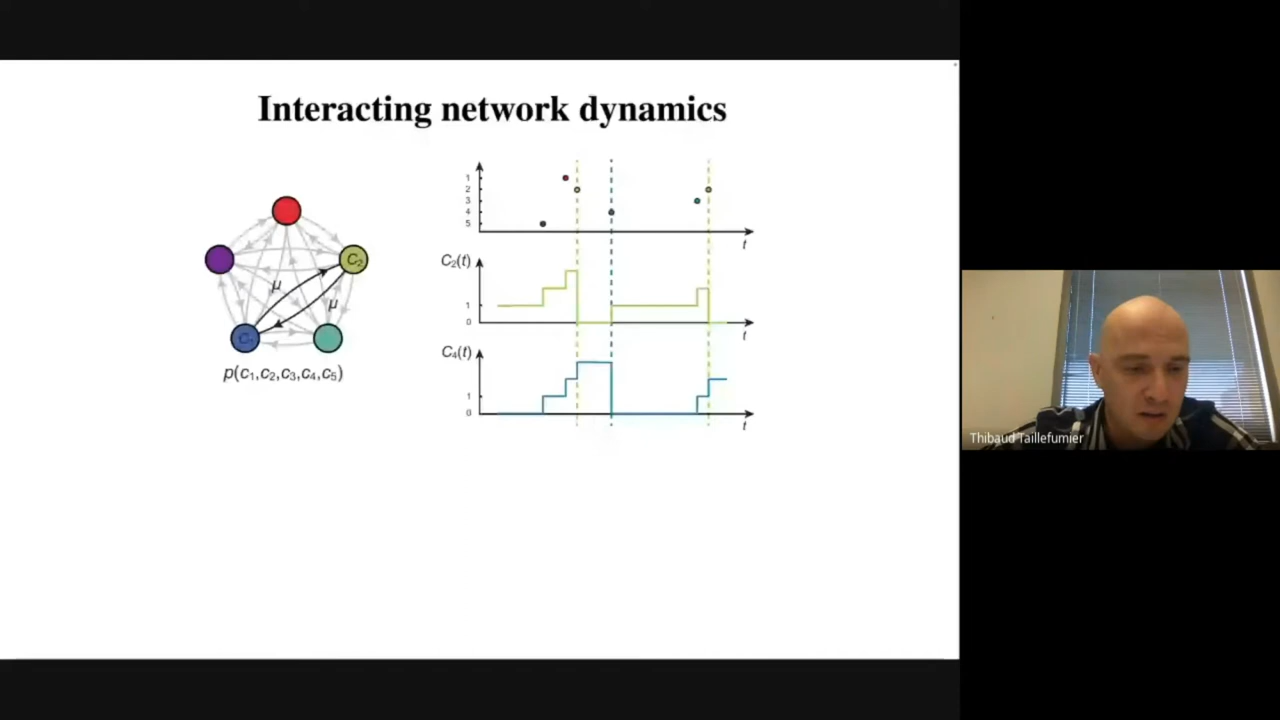 Interacting network dynamics
1
2
3
4
5
t
C₂(t)
1
0
t
C₄(t)
1
0
t
C₂
μ
μ
p(c₁,c₂,c₃,c₄,c₅)
Thibaud Taillefumier